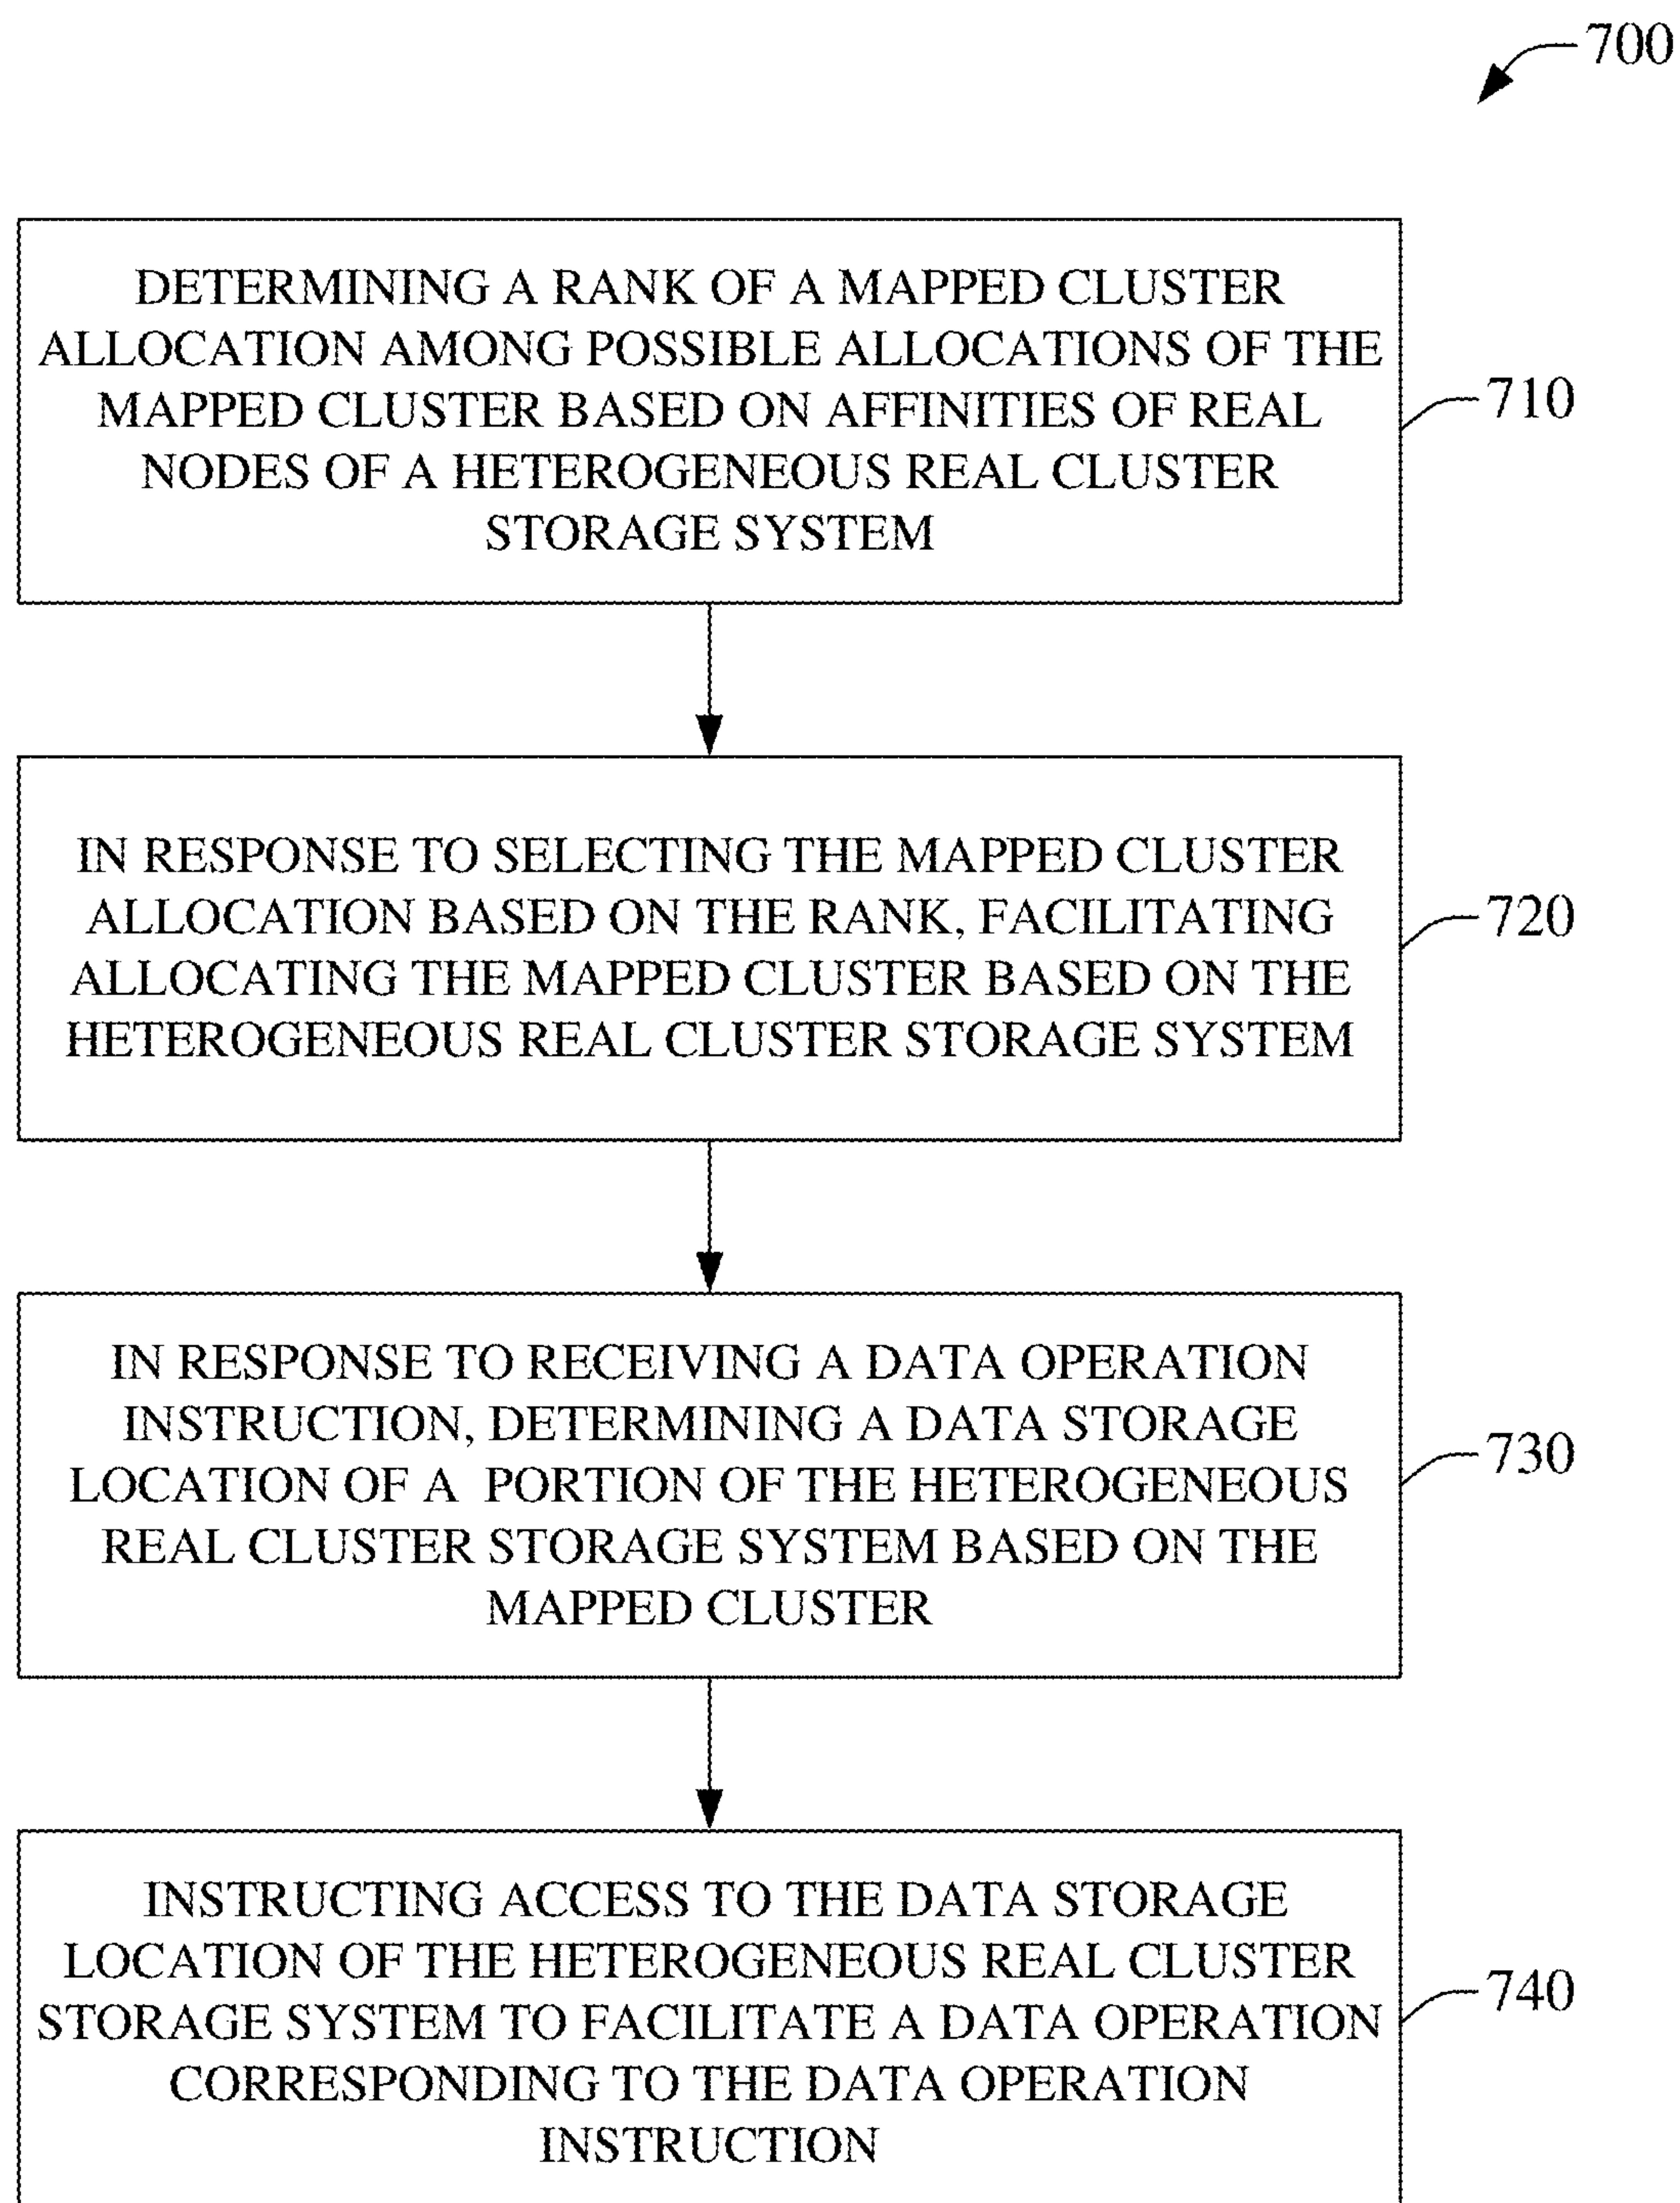 700
DETERMINING A RANK OF A MAPPED CLUSTER
ALLOCATION AMONG POSSIBLE ALLOCATIONS OF THE
MAPPED CLUSTER BASED ON AFFINITIES OF REAL
NODES OF A HETEROGENEOUS REAL CLUSTER
STORAGE SYSTEM
710
IN RESPONSE TO SELECTING THE MAPPED CLUSTER
ALLOCATION BASED ON THE RANK, FACILITATING
ALLOCATING THE MAPPED CLUSTER BASED ON THE
HETEROGENEOUS REAL CLUSTER STORAGE SYSTEM
720
IN RESPONSE TO RECEIVING A DATA OPERATION
INSTRUCTION, DETERMINING A DATA STORAGE
LOCATION OF A PORTION OF THE HETEROGENEOUS
REAL CLUSTER STORAGE SYSTEM BASED ON THE
MAPPED CLUSTER
730
INSTRUCTING ACCESS TO THE DATA STORAGE
LOCATION OF THE HETEROGENEOUS REAL CLUSTER
STORAGE SYSTEM TO FACILITATE A DATA OPERATION
CORRESPONDING TO THE DATA OPERATION
INSTRUCTION
740